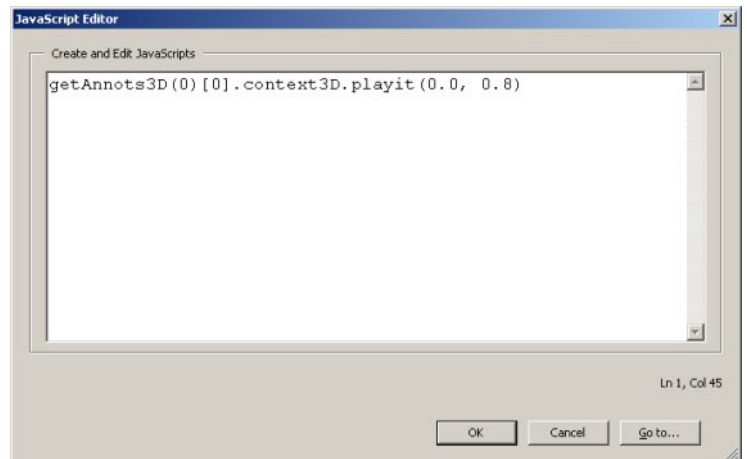 JavaScript Editor
Create and Edit JavaScripts
getAnnots3D(0)[0].context3D.playit(0.0, 0.8)
Ln 1, Col 45
OK Cancel Go to...